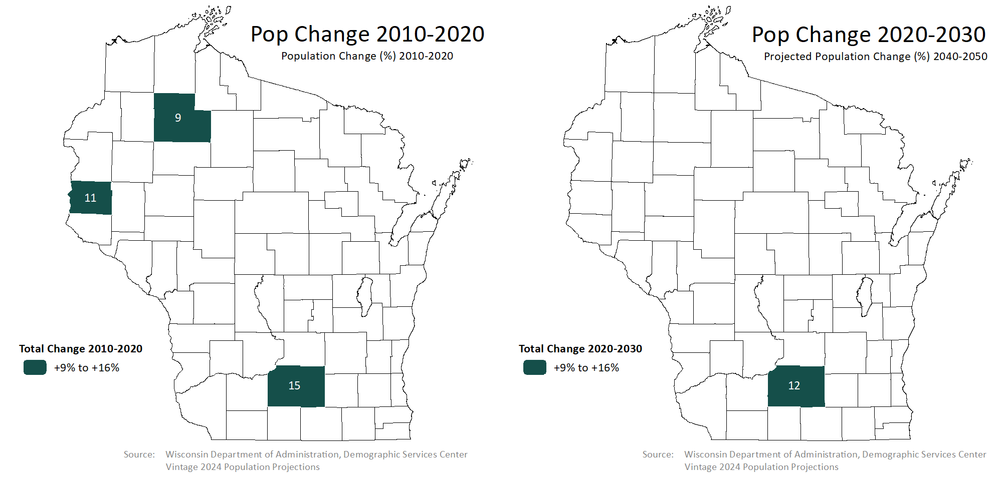 Pop Change 2010-2020
Population Change (%) 2010-2020
9
11
Total Change 2010-2020
+9% to +16%
15
Source: Wisconsin Department of Administration, Demographic Services Center
Vintage 2024 Population Projections
Pop Change 2020-2030
Projected Population Change (%) 2040-2050
Total Change 2020-2030
+9% to +16%
12
Source: Wisconsin Department of Administration, Demographic Services Center
Vintage 2024 Population Projections